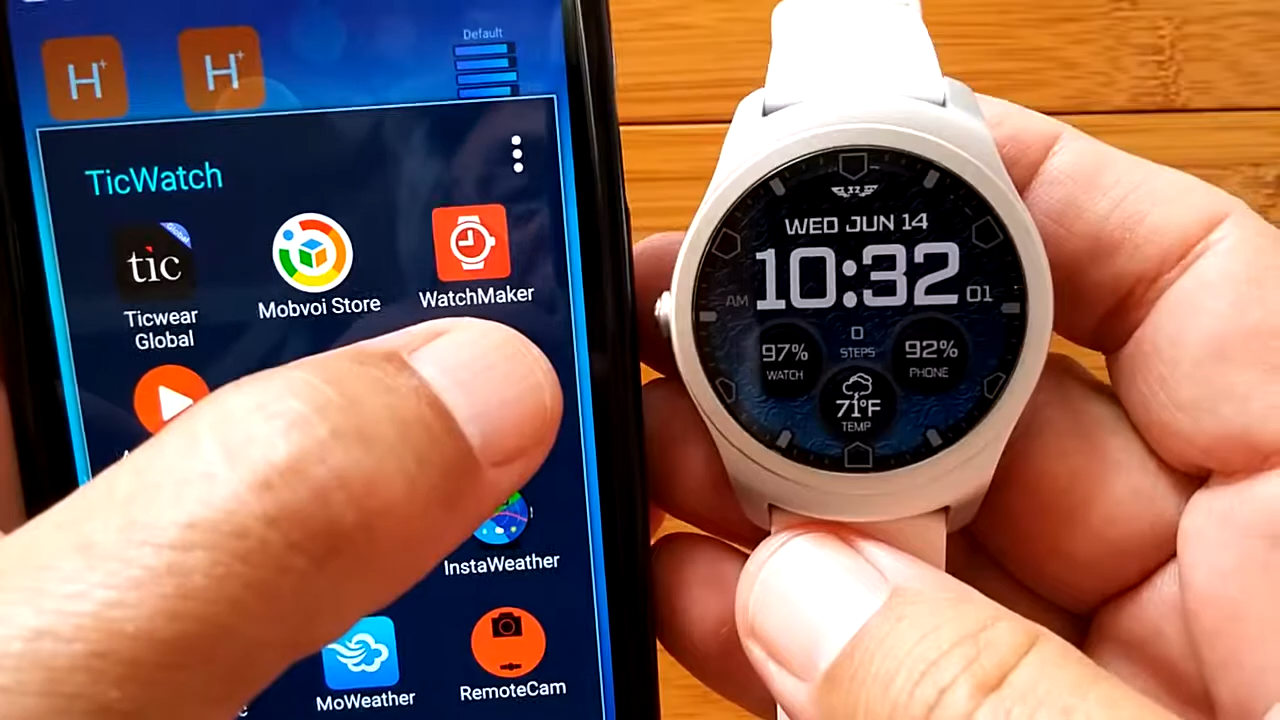 Default
H+
H+
TicWatch
Global
tic
Ticwear
Global
Mobvoi Store
WatchMaker
InstaWeather
MoWeather
RemoteCam
WED JUN 14
AM
10:32
01
0
STEPS
97%
WATCH
92%
PHONE
71°F
TEMP